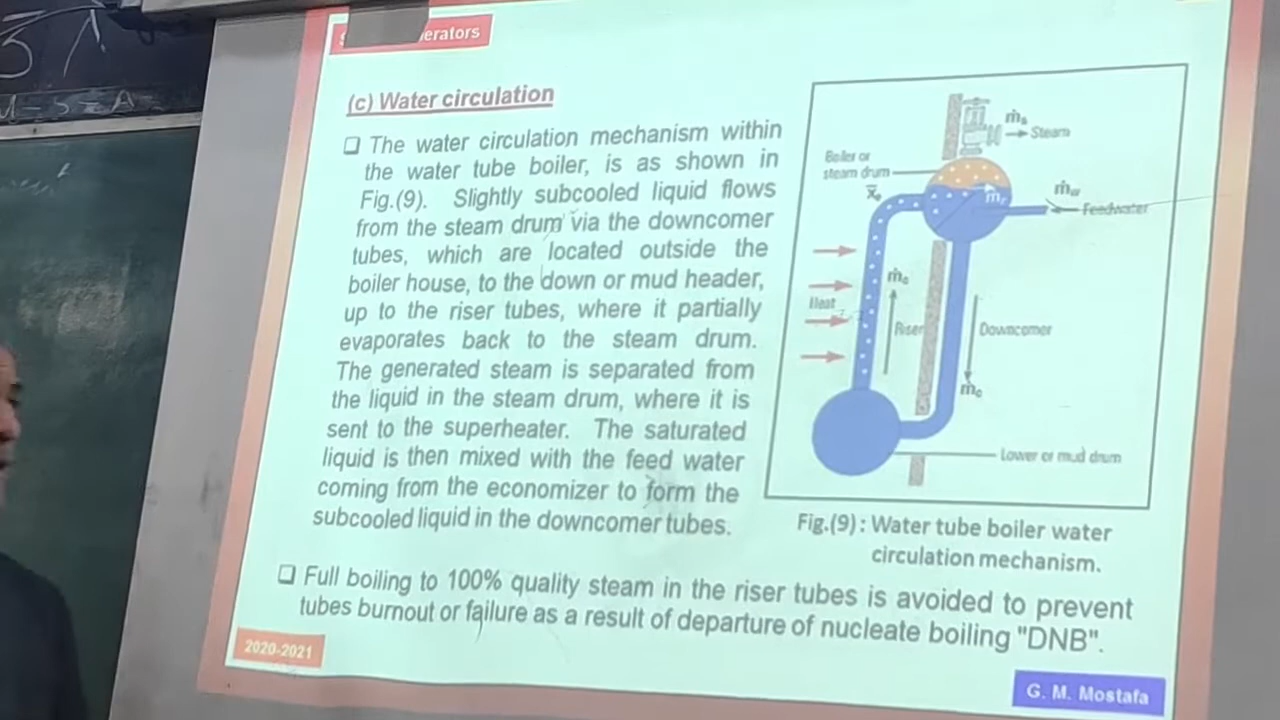 erators
(c) Water circulation
❑ The water circulation mechanism within
the water tube boiler, is as shown in
Fig.(9). Slightly subcooled liquid flows
from the steam drum via the downcomer
tubes, which are located outside the
boiler house, to the down or mud header,
up to the riser tubes, where it partially
evaporates back to the steam drum.
The generated steam is separated from
the liquid in the steam drum, where it is
sent to the superheater. The saturated
liquid is then mixed with the feed water
coming from the economizer to form the
subcooled liquid in the downcomer tubes.
ṁs
Steam
Boiler or
steam drum
x̅e
ṁr
ṁw
Feedwater
Heat
Riser
Downcomer
Lower or mud drum
Fig.(9) : Water tube boiler water
circulation mechanism.
❑ Full boiling to 100% quality steam in the riser tubes is avoided to prevent
tubes burnout or failure as a result of departure of nucleate boiling "DNB".
2020-2021
G. M. Mostafa